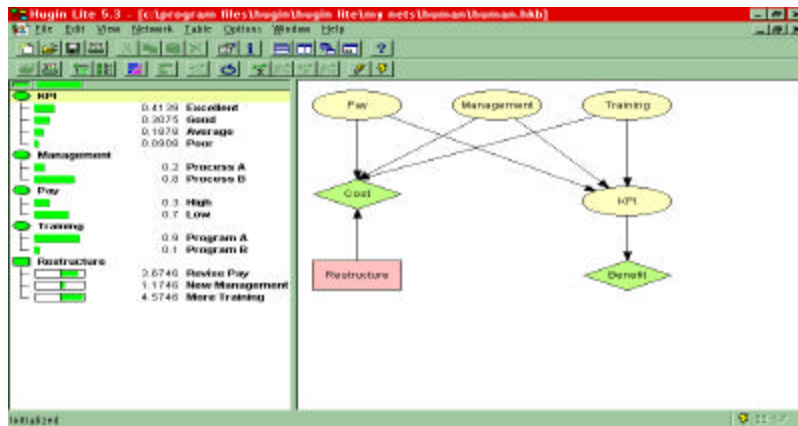 Hugin Lite 5.3 - [c:\program files\hugin\hugin lite\my nets\human\human.hkb]
File Edit View Network Table Options Window Help
KPI
0.4139 Excellent
0.3075 Good
0.1878 Average
0.0908 Poor
Management
0.2 Process A
0.8 Process B
Pay
0.3 High
0.7 Low
Training
0.9 Program A
0.1 Program B
Restructure
3.6746 Revise Pay
1.1746 New Management
4.5746 More Training
Pay
Management
Training
Cost
KPI
Restructure
Benefit
Initialized